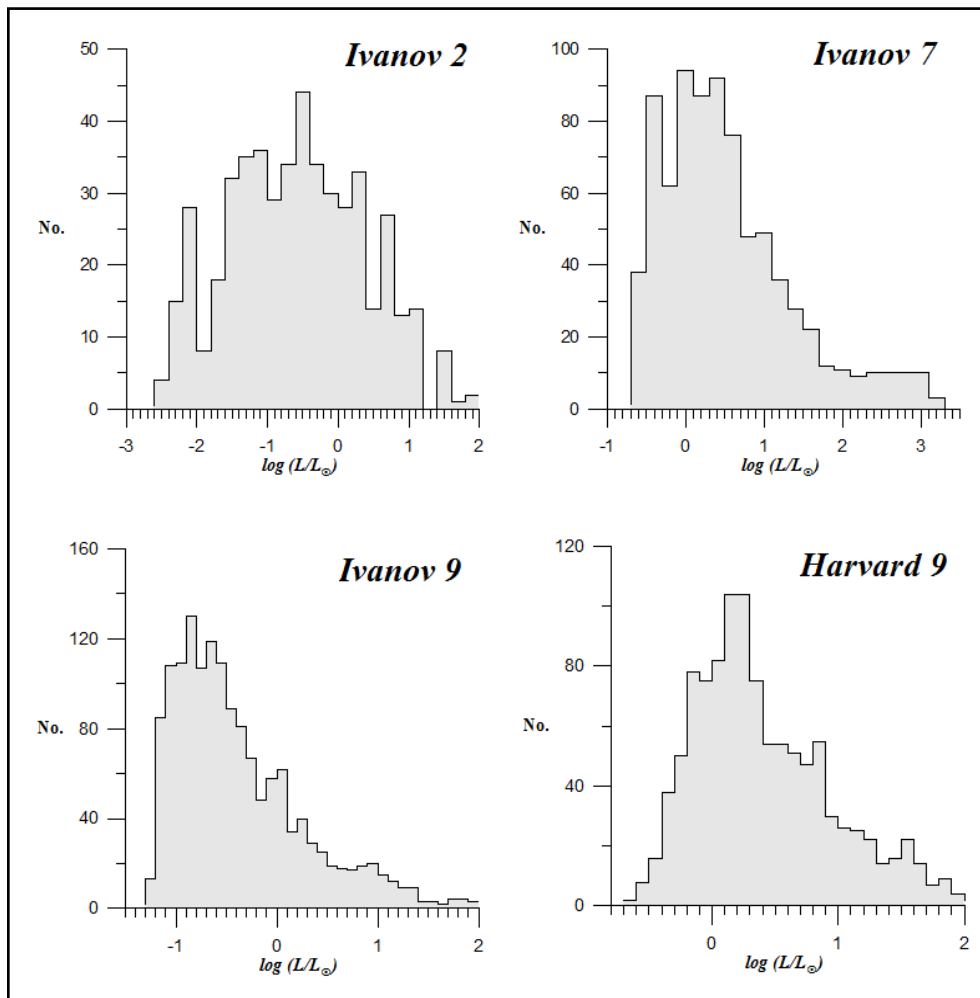 Ivanov 2
50
40
30
No.
20
10
0
-3 -2 -1 0 1 2
log (L/L☉)
Ivanov 7
100
80
60
No.
40
20
0
-1 0 1 2 3
log (L/L☉)
Ivanov 9
160
120
No.
80
40
0
-1 0 1 2
log (L/L☉)
Harvard 9
120
80
No.
40
0
0 1 2
log (L/L☉)